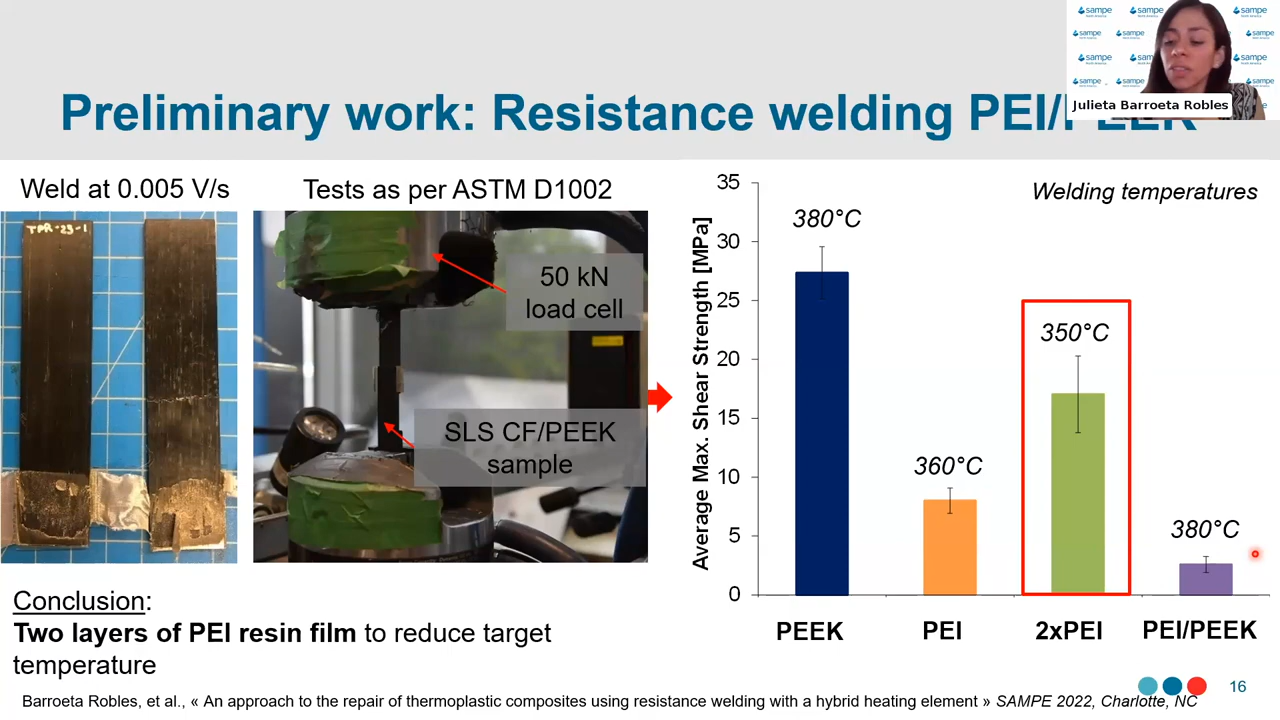 sampe
North America
Julieta Barroeta Robles
Preliminary work: Resistance welding PEI/PEEK
Weld at 0.005 V/s
Tests as per ASTM D1002
TPR-23-1
50 kN
load cell
SLS CF/PEEK
sample
Welding temperatures
Average Max. Shear Strength [MPa]
35
30
25
20
15
10
5
0
380°C
360°C
350°C
380°C
PEEK
PEI
2xPEI
PEI/PEEK
Conclusion:
Two layers of PEI resin film to reduce target
temperature
16
Barroeta Robles, et al., « An approach to the repair of thermoplastic composites using resistance welding with a hybrid heating element » SAMPE 2022, Charlotte, NC